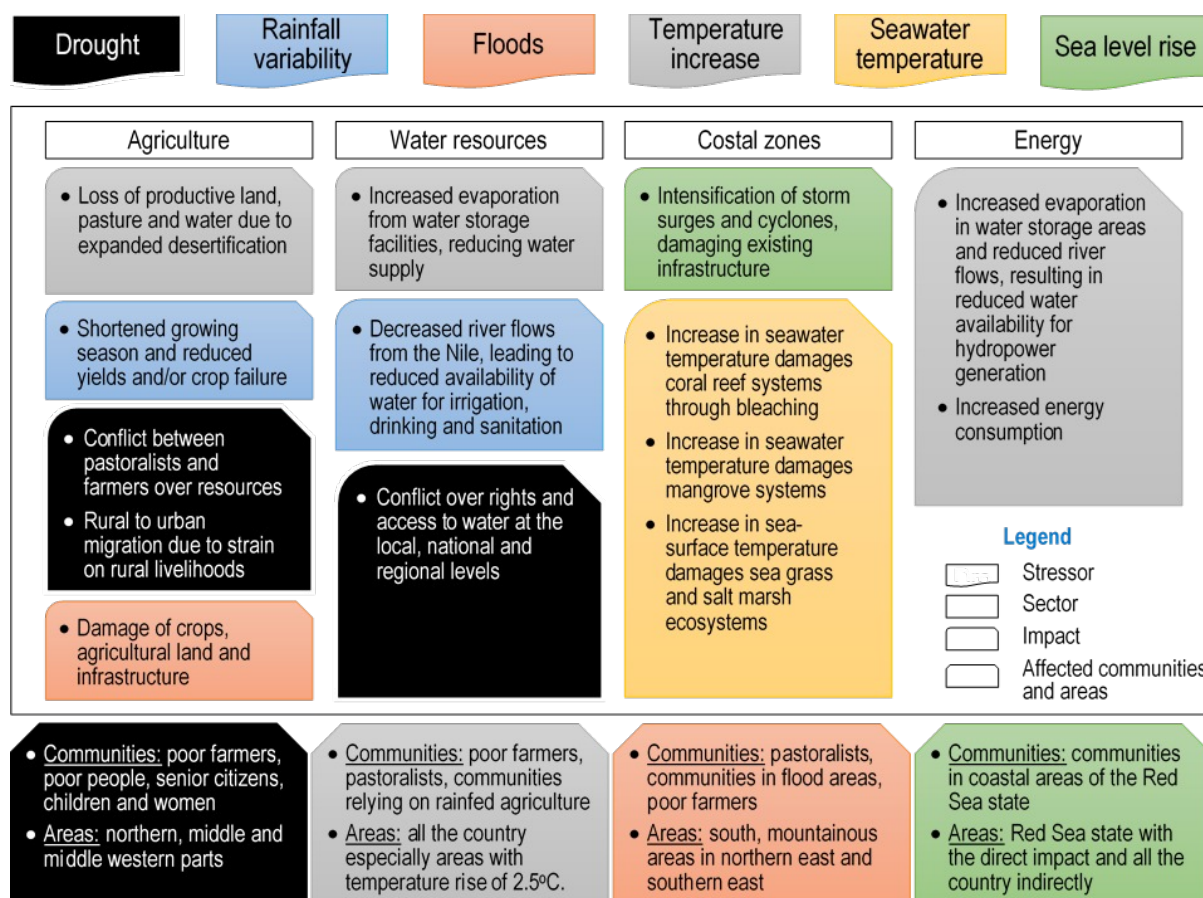 Drought
Rainfall
variability
Floods
Temperature
increase
Seawater
temperature
Sea level rise
Agriculture
• Loss of productive land,
pasture and water due to
expanded desertification
• Shortened growing
season and reduced
yields and/or crop failure
• Conflict between
pastoralists and
farmers over resources
• Rural to urban
migration due to strain
on rural livelihoods
• Damage of crops,
agricultural land and
infrastructure
Water resources
• Increased evaporation
from water storage
facilities, reducing water
supply
• Decreased river flows
from the Nile, leading to
reduced availability of
water for irrigation,
drinking and sanitation
• Conflict over rights and
access to water at the
local, national and
regional levels
Costal zones
• Intensification of storm
surges and cyclones,
damaging existing
infrastructure
• Increase in seawater
temperature damages
coral reef systems
through bleaching
• Increase in seawater
temperature damages
mangrove systems
• Increase in sea-
surface temperature
damages sea grass
and salt marsh
ecosystems
Energy
• Increased evaporation
in water storage areas
and reduced river
flows, resulting in
reduced water
availability for
hydropower
generation
• Increased energy
consumption
Legend
Stressor
Sector
Impact
Affected communities
and areas
• Communities: poor farmers,
poor people, senior citizens,
children and women
• Areas: northern, middle and
middle western parts
• Communities: poor farmers,
pastoralists, communities
relying on rainfed agriculture
• Areas: all the country
especially areas with
temperature rise of 2.5ºC.
• Communities: pastoralists,
communities in flood areas,
poor farmers
• Areas: south, mountainous
areas in northern east and
southern east
• Communities: communities
in coastal areas of the Red
Sea state
• Areas: Red Sea state with
the direct impact and all the
country indirectly